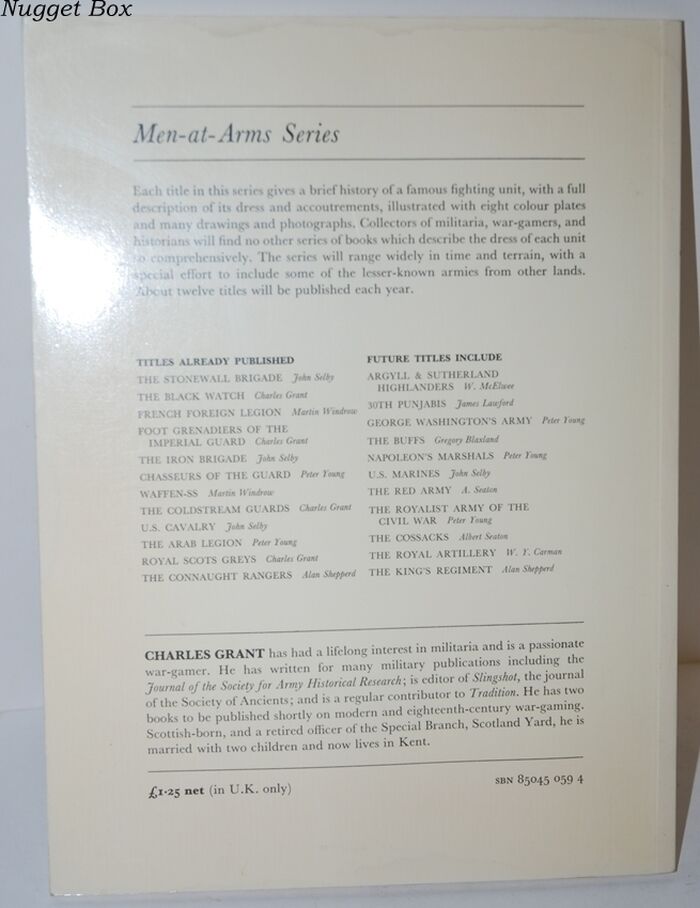 Nugget Box
Men-at-Arms Series
Each title in this series gives a brief history of a famous fighting unit, with a full
description of its dress and accoutrements, illustrated with eight colour plates
and many drawings and photographs. Collectors of militaria, war-gamers, and
historians will find no other series of books which describe the dress of each unit
so comprehensively. The series will range widely in time and terrain, with a
special effort to include some of the lesser-known armies from other lands.
About twelve titles will be published each year.
TITLES ALREADY PUBLISHED
THE STONEWALL BRIGADE John Selby
THE BLACK WATCH Charles Grant
FRENCH FOREIGN LEGION Martin Windrow
FOOT GRENADIERS OF THE
IMPERIAL GUARD Charles Grant
THE IRON BRIGADE John Selby
CHASSEURS OF THE GUARD Peter Young
WAFFEN-SS Martin Windrow
THE COLDSTREAM GUARDS Charles Grant
U.S. CAVALRY John Selby
THE ARAB LEGION Peter Young
ROYAL SCOTS GREYS Charles Grant
THE CONNAUGHT RANGERS Alan Shepperd
FUTURE TITLES INCLUDE
ARGYLL & SUTHERLAND
HIGHLANDERS W. McElwee
30TH PUNJABIS James Lawford
GEORGE WASHINGTON'S ARMY Peter Young
THE BUFFS Gregory Blaxland
NAPOLEON'S MARSHALS Peter Young
U.S. MARINES John Selby
THE RED ARMY A. Seaton
THE ROYALIST ARMY OF THE
CIVIL WAR Peter Young
THE COSSACKS Albert Seaton
THE ROYAL ARTILLERY W. Y. Carman
THE KING'S REGIMENT Alan Shepperd
CHARLES GRANT has had a lifelong interest in militaria and is a passionate
war-gamer. He has written for many military publications including the
Journal of the Society for Army Historical Research; is editor of Slingshot, the journal
of the Society of Ancients; and is a regular contributor to Tradition. He has two
books to be published shortly on modern and eighteenth-century war-gaming.
Scottish-born, and a retired officer of the Special Branch, Scotland Yard, he is
married with two children and now lives in Kent.
£1·25 net (in U.K. only)
SBN 85045 059 4